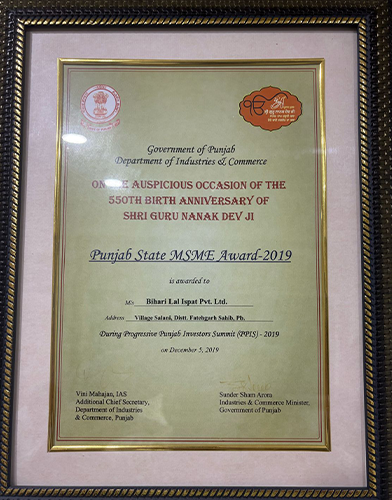 Government of Punjab
Department of Industries & Commerce
ON THE AUSPICIOUS OCCASION OF THE
550TH BIRTH ANNIVERSARY OF
SHRI GURU NANAK DEV JI
Punjab State MSME Award-2019
is awarded to
M/s Bihari Lal Ispat Pvt. Ltd.
Address Village Salani, Distt. Fatehgarh Sahib, Pb.
During Progressive Punjab Investors Summit (PPIS) - 2019
on December 5, 2019
Vini Mahajan, IAS
Additional Chief Secretary,
Department of Industries
& Commerce, Punjab
Sunder Sham Arora
Industries & Commerce Minister,
Government of Punjab